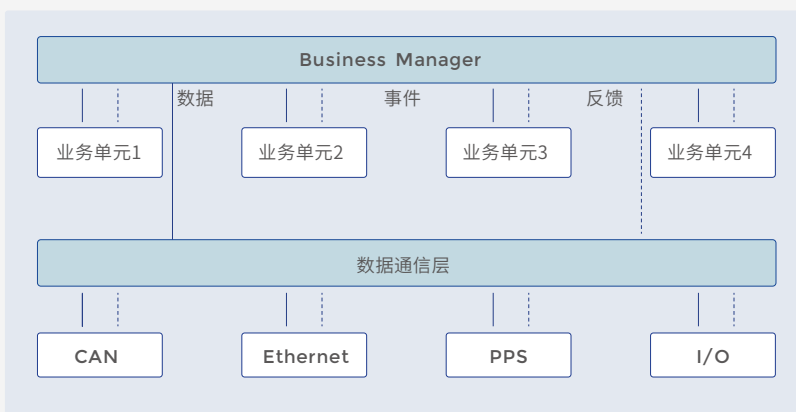 Business Manager
数据 事件 反馈
业务单元1 业务单元2 业务单元3 业务单元4
数据通信层
CAN Ethernet PPS I/O